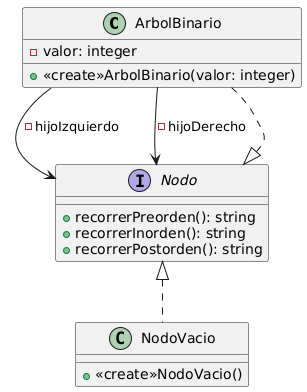 C ArbolBinario
valor: integer
«create»ArbolBinario(valor: integer)
hijoIzquierdo
hijoDerecho
I Nodo
recorrerPreorden(): string
recorrerInorden(): string
recorrerPostorden(): string
C NodoVacio
«create»NodoVacio()